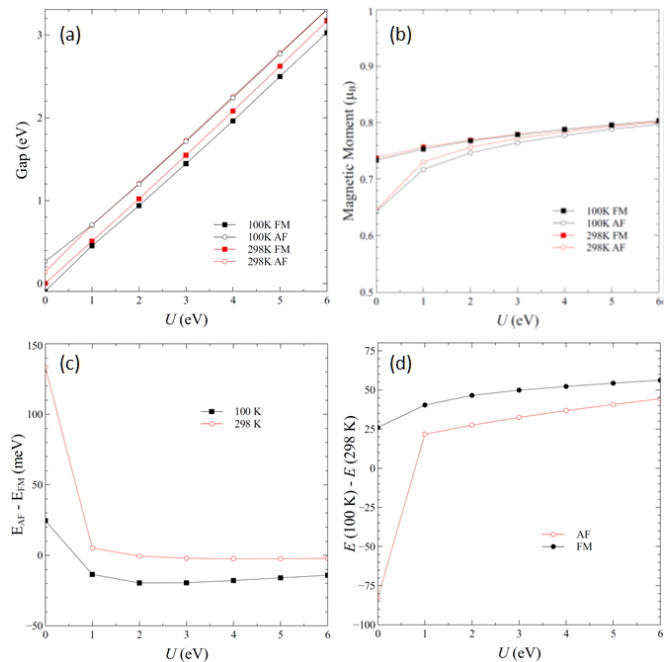 (a)
Gap (eV)
3
2
1
0
100K FM
100K AF
298K FM
298K AF
0 1 2 3 4 5 6
U (eV)
(b)
Magnetic Moment (μB)
1
0.9
0.8
0.7
0.6
0.5
100K FM
100K AF
298K FM
298K AF
0 1 2 3 4 5 6
U (eV)
(c)
EAF - EFM (meV)
150
100
50
0
−50
100 K
298 K
0 1 2 3 4 5 6
U (eV)
(d)
E (100 K) - E (298 K)
75
50
25
0
−25
−50
−75
−100
AF
FM
0 1 2 3 4 5 6
U (eV)